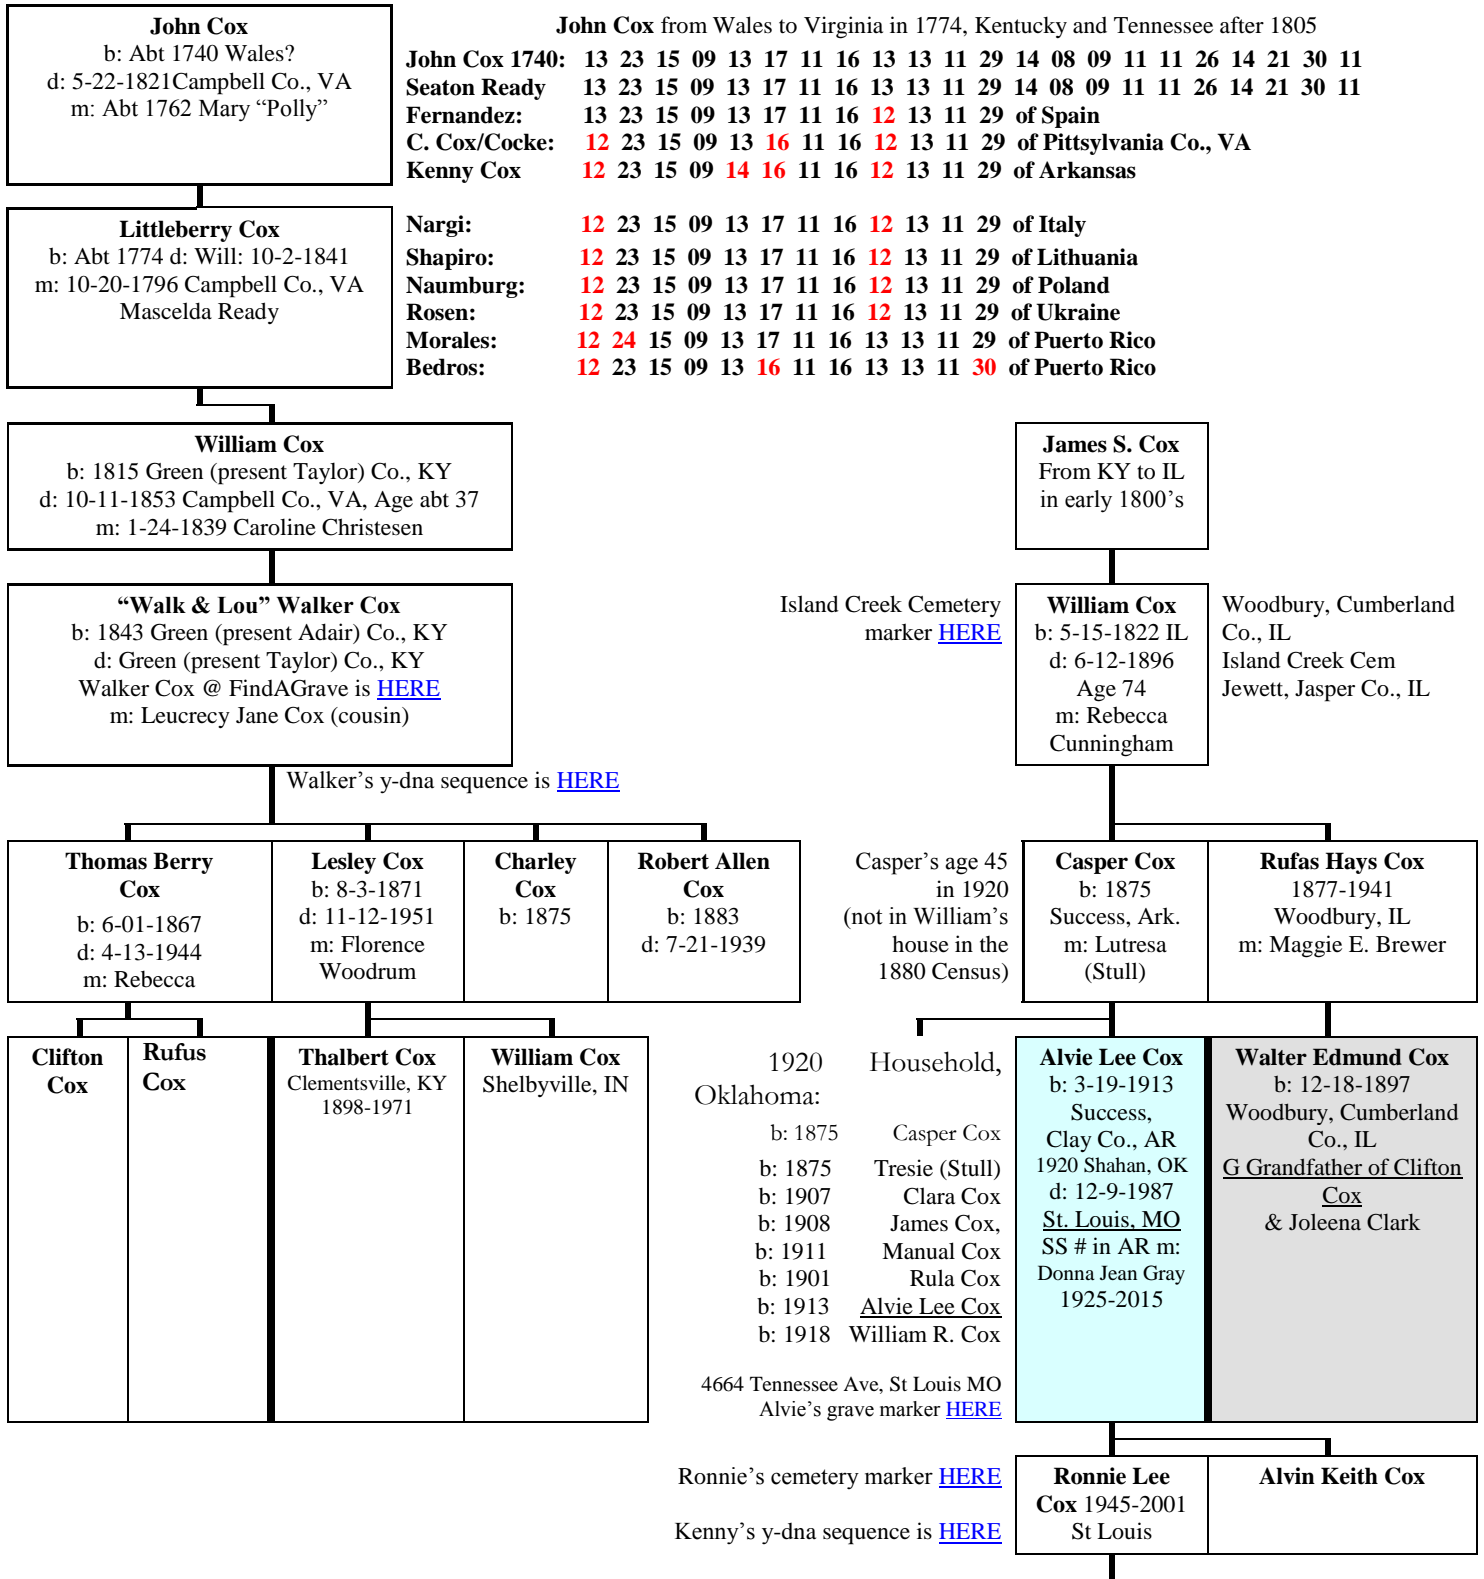 John Cox
b: Abt 1740 Wales?
d: 5-22-1821Campbell Co., VA
m: Abt 1762 Mary “Polly”
John Cox from Wales to Virginia in 1774, Kentucky and Tennessee after 1805
John Cox 1740: 13 23 15 09 13 17 11 16 13 13 11 29 14 08 09 11 11 26 14 21 30 11
Seaton Ready 13 23 15 09 13 17 11 16 13 13 11 29 14 08 09 11 11 26 14 21 30 11
Fernandez: 13 23 15 09 13 17 11 16 12 13 11 29 of Spain
C. Cox/Cocke: 12 23 15 09 13 16 11 16 12 13 11 29 of Pittsylvania Co., VA
Kenny Cox 12 23 15 09 14 16 11 16 12 13 11 29 of Arkansas
Nargi: 12 23 15 09 13 17 11 16 12 13 11 29 of Italy
Shapiro: 12 23 15 09 13 17 11 16 12 13 11 29 of Lithuania
Naumburg: 12 23 15 09 13 17 11 16 12 13 11 29 of Poland
Rosen: 12 23 15 09 13 17 11 16 12 13 11 29 of Ukraine
Morales: 12 24 15 09 13 17 11 16 13 13 11 29 of Puerto Rico
Bedros: 12 23 15 09 13 16 11 16 13 13 11 30 of Puerto Rico
Littleberry Cox
b: Abt 1774 d: Will: 10-2-1841
m: 10-20-1796 Campbell Co., VA
Mascelda Ready
William Cox
b: 1815 Green (present Taylor) Co., KY
d: 10-11-1853 Campbell Co., VA, Age abt 37
m: 1-24-1839 Caroline Christesen
James S. Cox
From KY to IL
in early 1800’s
“Walk & Lou” Walker Cox
b: 1843 Green (present Adair) Co., KY
d: Green (present Taylor) Co., KY
Walker Cox @ FindAGrave is HERE
m: Leucrecy Jane Cox (cousin)
Island Creek Cemetery
marker HERE
William Cox
b: 5-15-1822 IL
d: 6-12-1896
Age 74
m: Rebecca
Cunningham
Woodbury, Cumberland
Co., IL
Island Creek Cem
Jewett, Jasper Co., IL
Walker’s y-dna sequence is HERE
Thomas Berry
Cox
b: 6-01-1867
d: 4-13-1944
m: Rebecca
Lesley Cox
b: 8-3-1871
d: 11-12-1951
m: Florence
Woodrum
Charley
Cox
b: 1875
Robert Allen
Cox
b: 1883
d: 7-21-1939
Casper’s age 45
in 1920
(not in William’s
house in the
1880 Census)
Casper Cox
b: 1875
Success, Ark.
m: Lutresa
(Stull)
Rufas Hays Cox
1877-1941
Woodbury, IL
m: Maggie E. Brewer
Clifton
Cox
Rufus
Cox
Thalbert Cox
Clementsville, KY
1898-1971
William Cox
Shelbyville, IN
1920 Household,
Oklahoma:
b: 1875 Casper Cox
b: 1875 Tresie (Stull)
b: 1907 Clara Cox
b: 1908 James Cox,
b: 1911 Manual Cox
b: 1901 Rula Cox
b: 1913 Alvie Lee Cox
b: 1918 William R. Cox
4664 Tennessee Ave, St Louis MO
Alvie’s grave marker HERE
Alvie Lee Cox
b: 3-19-1913
Success,
Clay Co., AR
1920 Shahan, OK
d: 12-9-1987
St. Louis, MO
SS # in AR m:
Donna Jean Gray
1925-2015
Walter Edmund Cox
b: 12-18-1897
Woodbury, Cumberland
Co., IL
G Grandfather of Clifton
Cox
& Joleena Clark
Ronnie’s cemetery marker HERE
Kenny’s y-dna sequence is HERE
Ronnie Lee
Cox 1945-2001
St Louis
Alvin Keith Cox